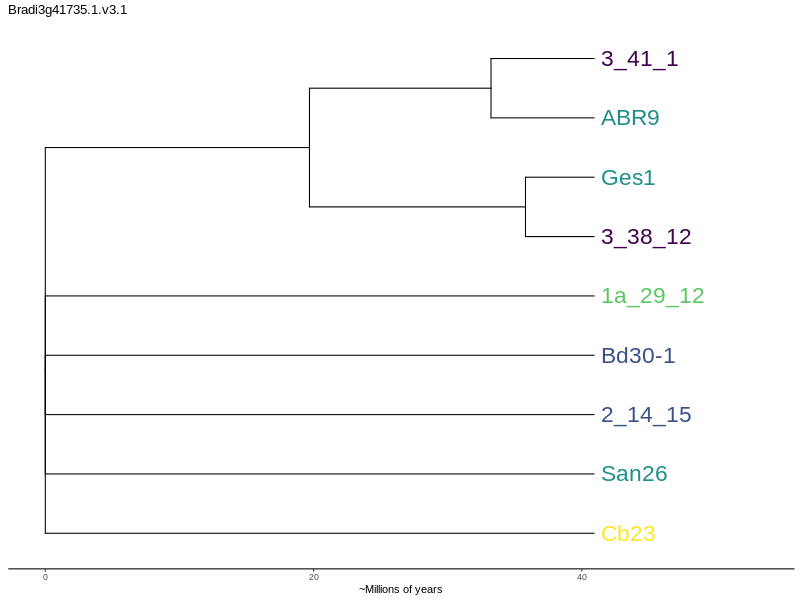 Bradi3g41735.1.v3.1
3_41_1
ABR9
Ges1
3_38_12
1a_29_12
Bd30-1
2_14_15
San26
Cb23
0 20 40
~Millions of years